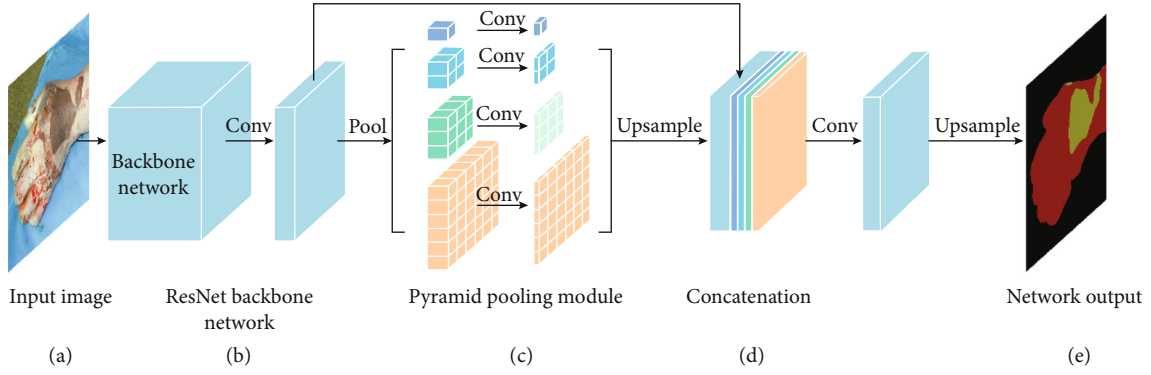 Conv
Conv
Conv
Conv
Conv
Pool
Upsample
Conv
Upsample
Backbone
network
Input image
ResNet backbone
network
Pyramid pooling module
Concatenation
Network output
(a)
(b)
(c)
(d)
(e)